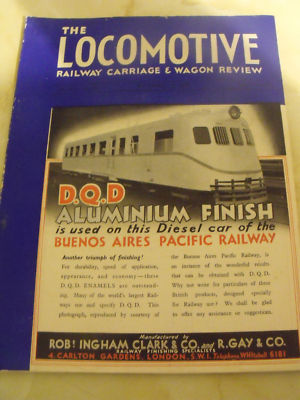 THE
LOCOMOTIVE
RAILWAY CARRIAGE & WAGON REVIEW
D.Q.D
ALUMINIUM FINISH
is used on this Diesel car of the
BUENOS AIRES PACIFIC RAILWAY
Another triumph of finishing!
For durability, speed of application,
appearance, and economy—these
D.Q.D. ENAMELS are outstand-
ing. Many of the world's largest Rail-
ways use and specify D.Q.D. This
photograph, reproduced by courtesy of
the Buenos Aires Pacific Railway, is
an instance of the wonderful results
that can be obtained with D.Q.D.
Why not write for particulars of these
British products, designed specially
for Railway use? We shall be glad
to offer any assistance or suggestions.
Manufactured by
ROBT INGHAM CLARK & CO. and R. GAY & CO.
RAILWAY FINISHING SPECIALISTS
4, CARLTON GARDENS, LONDON, S.W.1. Telephone WHItehall 6181